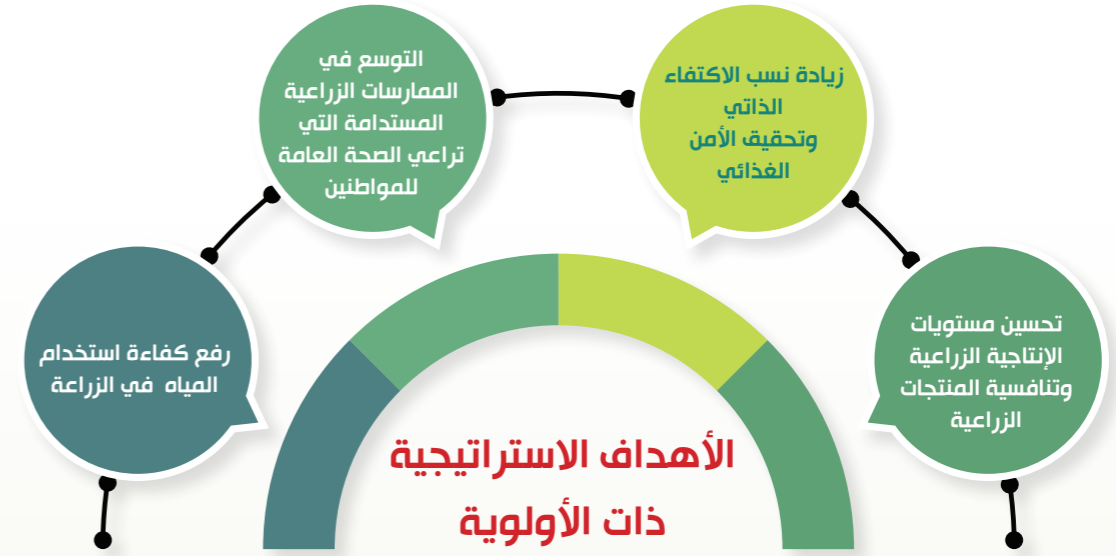 تحسين مستويات
الإنتاجية الزراعية
وتنافسية المنتجات
الزراعية
زيادة نسب الاكتفاء
الذاتي
وتحقيق الأمن
الغذائي
التوسع في
الممارسات الزراعية
المستدامة التي
تراعي الصحة العامة
للمواطنين
رفع كفاءة استخدام
المياه في الزراعة
الأهداف الاستراتيجية
ذات الأولوية